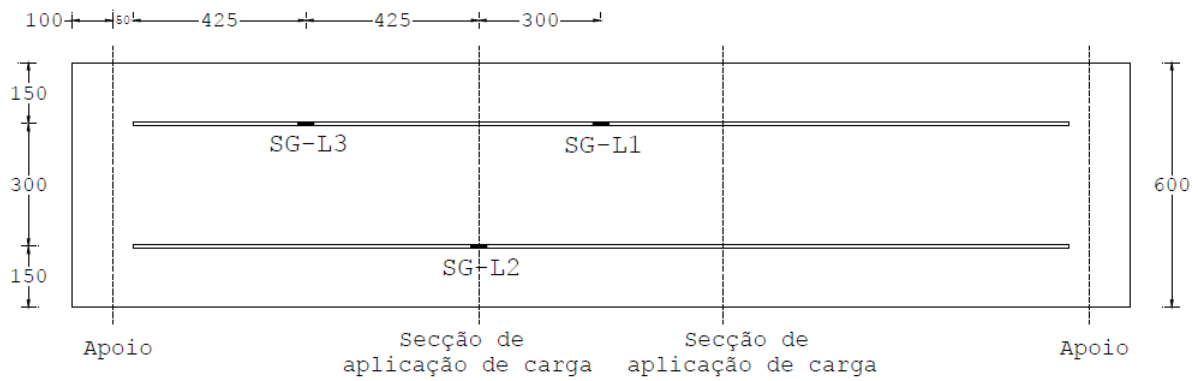 100 50 425 425 300
150
SG-L3 SG-L1
300 600
150
SG-L2
Apoio Secção de Secção de Apoio
aplicação de carga aplicação de carga